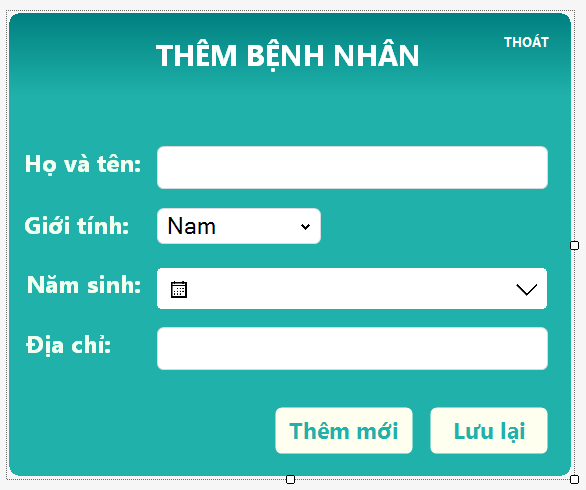 THÊM BỆNH NHÂN
THOÁT
Họ và tên:
Giới tính:
Nam
Năm sinh:
Địa chỉ:
Thêm mới
Lưu lại